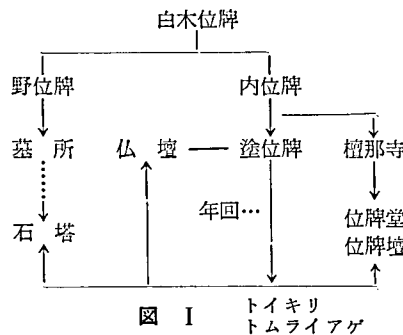 白木位牌
野位牌 内位牌
墓所 仏壇 塗位牌 檀那寺
年回…
石塔 位牌堂
位牌壇
図 I トイキリ
トムライアゲ